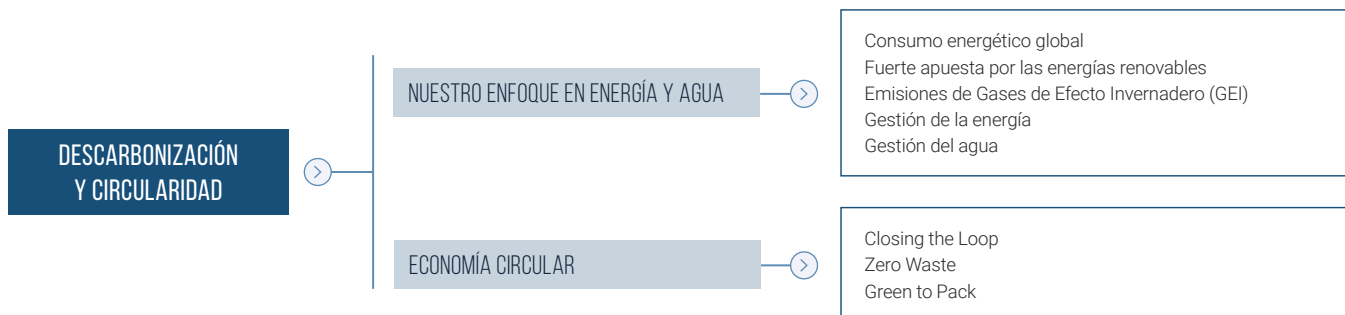 DESCARBONIZACIÓN
Y CIRCULARIDAD
NUESTRO ENFOQUE EN ENERGÍA Y AGUA
Consumo energético global
Fuerte apuesta por las energías renovables
Emisiones de Gases de Efecto Invernadero (GEI)
Gestión de la energía
Gestión del agua
ECONOMÍA CIRCULAR
Closing the Loop
Zero Waste
Green to Pack